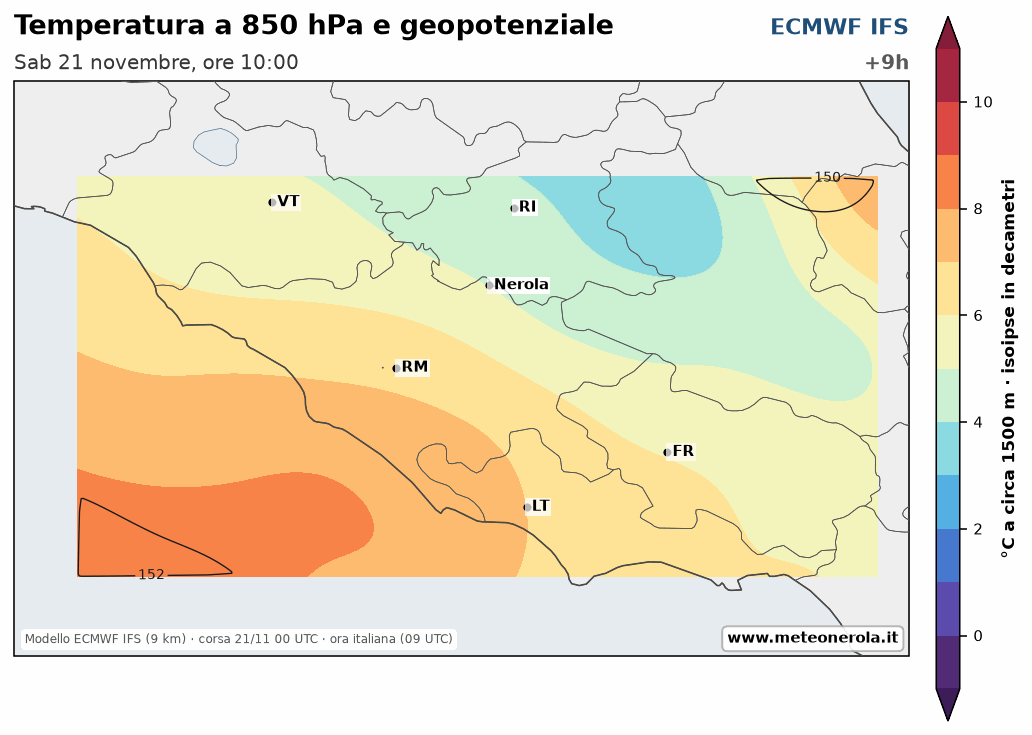 Temperatura a 850 hPa e geopotenziale
ECMWF IFS
Sab 21 novembre, ore 10:00
+9h
150
VT
RI
Nerola
RM
FR
LT
152
10
8
6
4
2
0
°C a circa 1500 m · isoipse in decametri
Modello ECMWF IFS (9 km) · corsa 21/11 00 UTC · ora italiana (09 UTC)
www.meteonerola.it